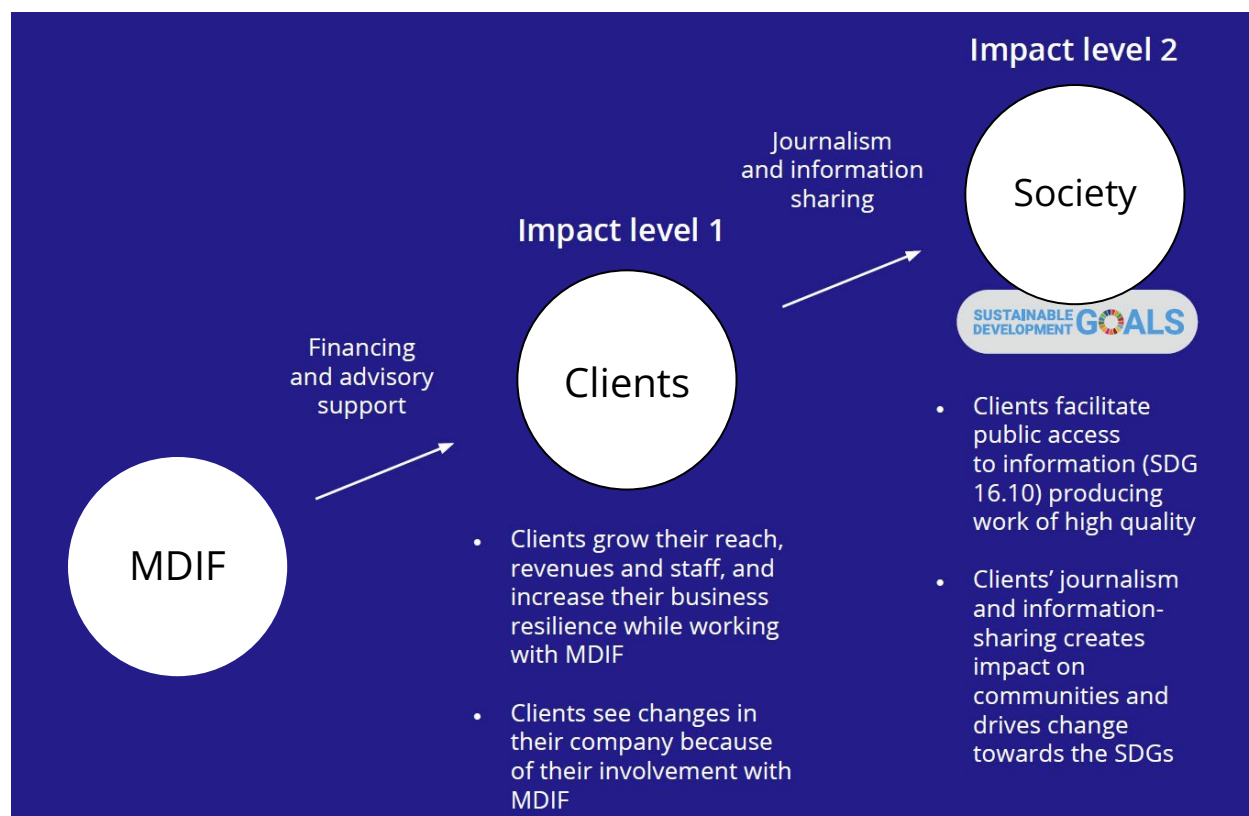 MDIF
Financing
and advisory
support
Impact level 1
Clients
• Clients grow their reach,
revenues and staff, and
increase their business
resilience while working
with MDIF
• Clients see changes in
their company because
of their involvement with
MDIF
Journalism
and information
sharing
Impact level 2
Society
SUSTAINABLE
DEVELOPMENT GOALS
• Clients facilitate
public access
to information (SDG
16.10) producing
work of high quality
• Clients’ journalism
and information-
sharing creates
impact on
communities and
drives change
towards the SDGs